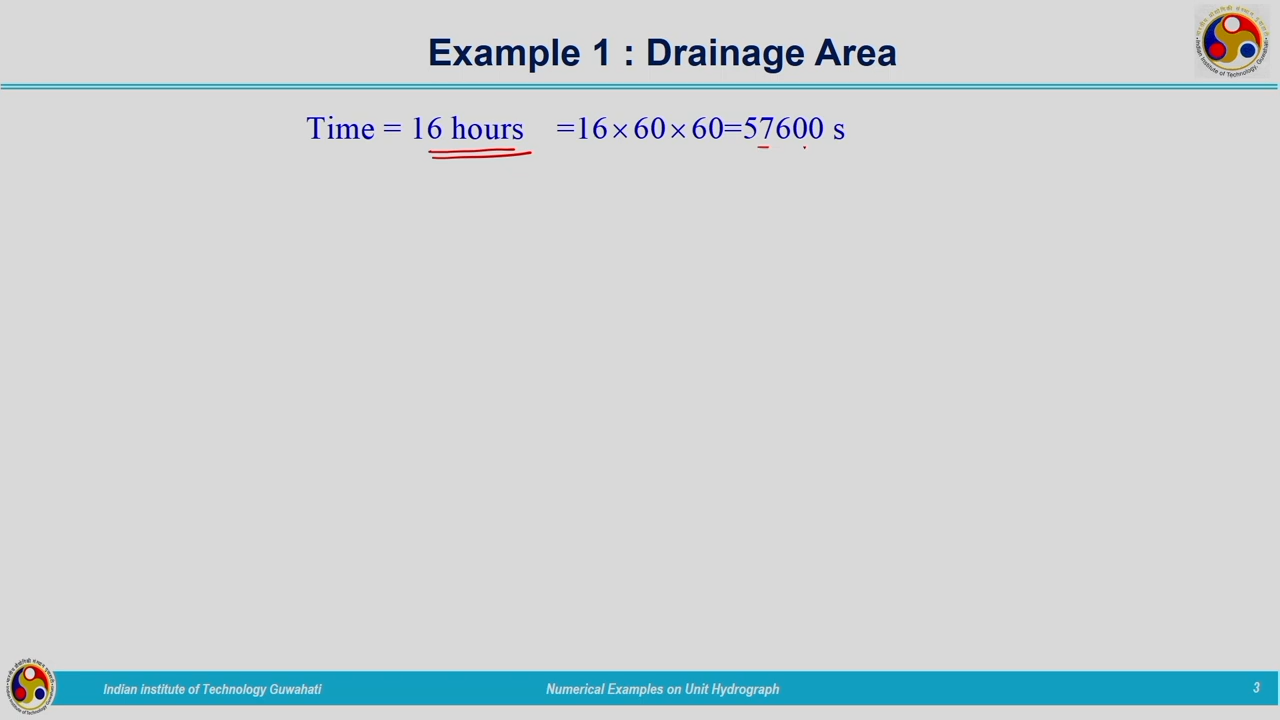 Example 1 : Drainage Area
Time = 16 hours =16×60×60=57600 s
Indian institute of Technology Guwahati
Numerical Examples on Unit Hydrograph
3